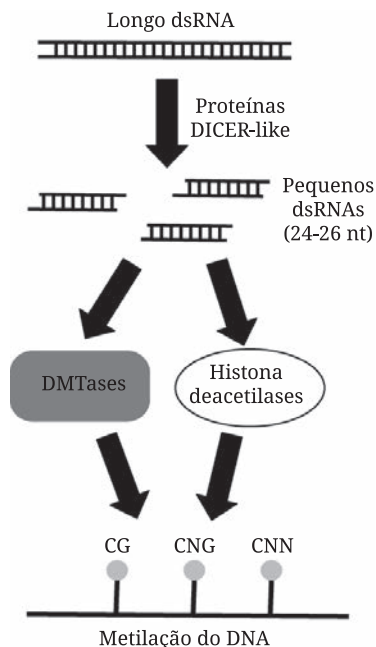 Longo dsRNA
Proteínas
DICER-like
Pequenos
dsRNAs
(24-26 nt)
DMTases
Histona
deacetilases
CG CNG CNN
Metilação do DNA